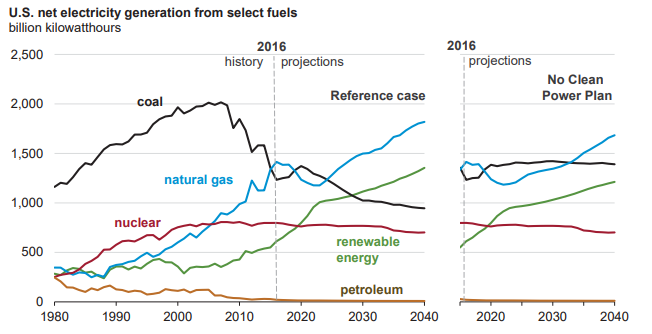 U.S. net electricity generation from select fuels
billion kilowatthours
2016
history projections
2016
projections
2,500
2,000
1,500
1,000
500
0
coal
Reference case
natural gas
nuclear
renewable
energy
petroleum
No Clean
Power Plan
1980 1990 2000 2010 2020 2030 2040
2020 2030 2040